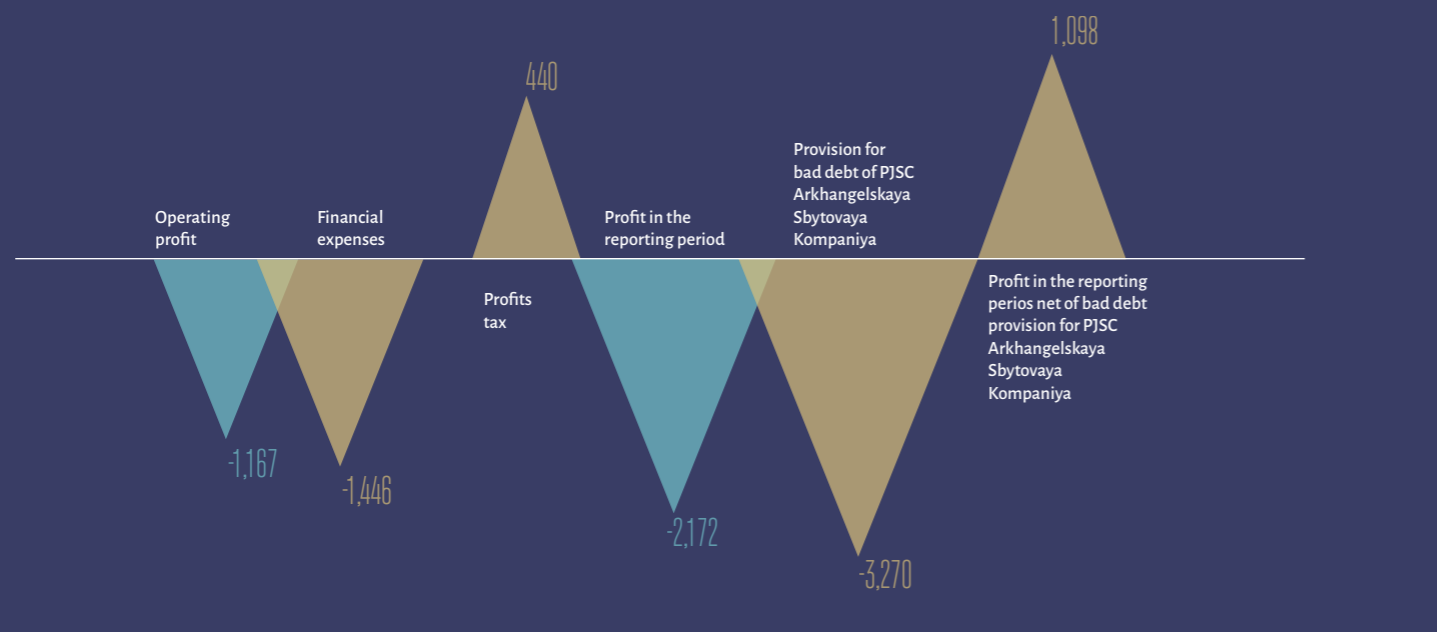 1,098
440
Provision for
bad debt of PJSC
Arkhangelskaya
Sbytovaya
Kompaniya
Operating
profit
Financial
expenses
Profit in the
reporting period
Profits
tax
Profit in the reporting
perios net of bad debt
provision for PJSC
Arkhangelskaya
Sbytovaya
Kompaniya
-1,167
-1,446
-2,172
-3,270